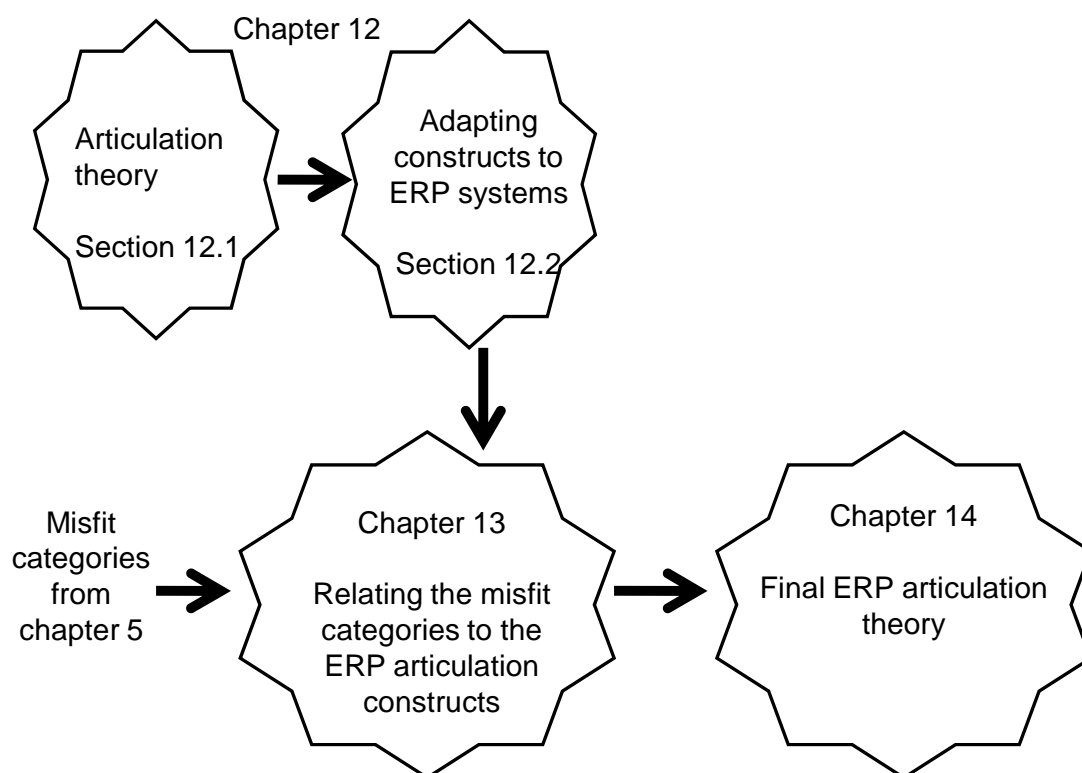 Chapter 12
Articulation
theory
Section 12.1
Adapting
constructs to
ERP systems
Section 12.2
Misfit
categories
from
chapter 5
Chapter 13
Relating the misfit
categories to the
ERP articulation
constructs
Chapter 14
Final ERP articulation
theory